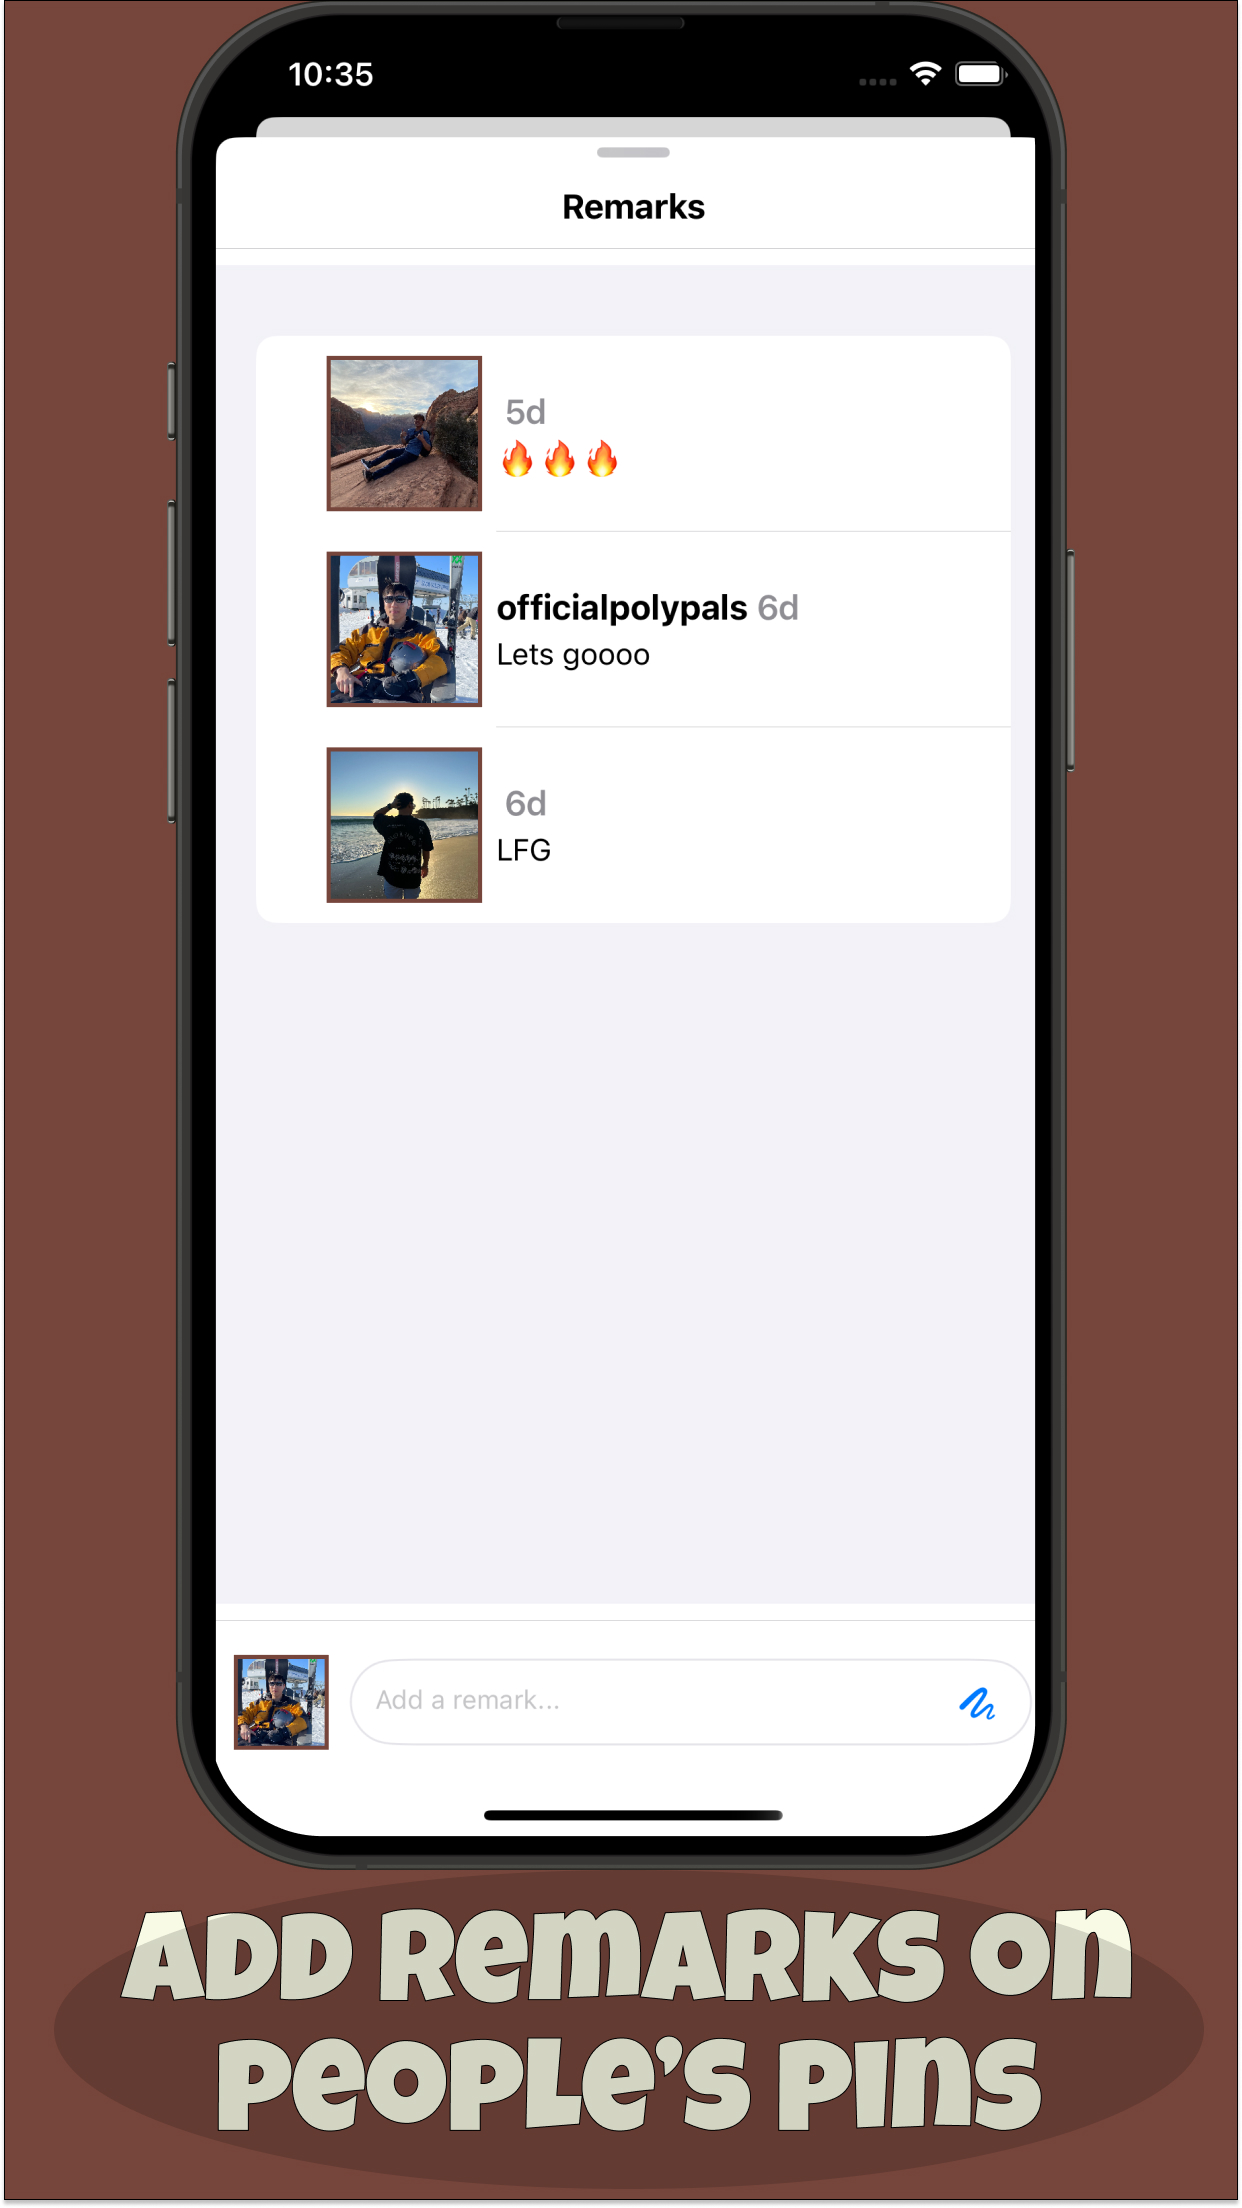 10:35
Remarks
5d
🔥🔥🔥
officialpolypals 6d
Lets goooo
6d
LFG
Add a remark...
ADD REMARKS ON
PEOPLE'S PINS